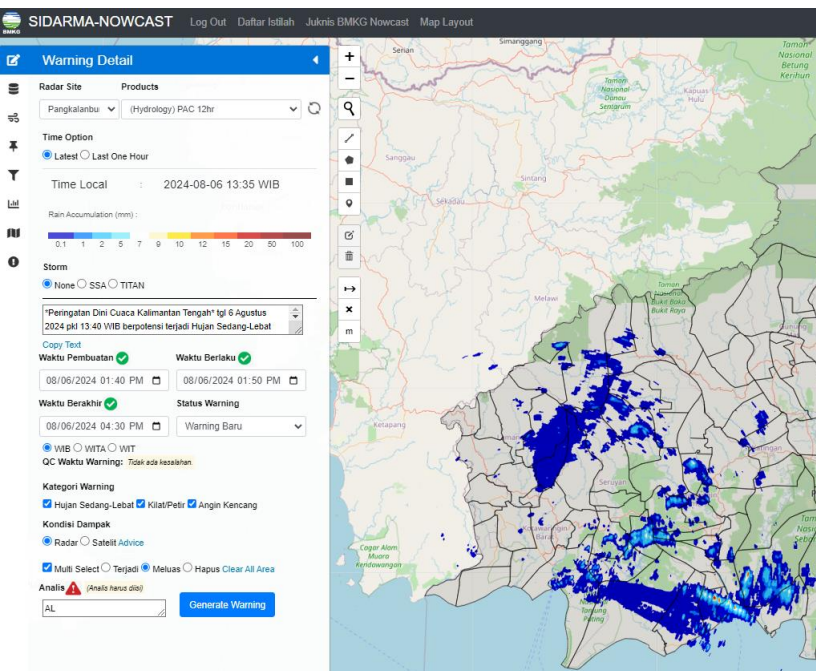 BMKG
SIDARMA-NOWCAST Log Out Daftar Istilah Juknis BMKG Nowcast Map Layout
Warning Detail
Radar Site Products
Pangkalanbu (Hydrology) PAC 12hr
Time Option
Latest Last One Hour
Time Local : 2024-08-06 13:35 WIB
Rain Accumulation (mm) :
0.1 1 2 5 7 9 10 12 15 20 50 100
Storm
None SSA TITAN
*Peringatan Dini Cuaca Kalimantan Tengah* tgl 6 Agustus
2024 pkl 13:40 WIB berpotensi terjadi Hujan Sedang-Lebat
Copy Text
Waktu Pembuatan Waktu Berlaku
08/06/2024 01:40 PM 08/06/2024 01:50 PM
Waktu Berakhir Status Warning
08/06/2024 04:30 PM Warning Baru
WIB WITA WIT
QC Waktu Warning: Tidak ada kesalahan.
Kategori Warning
Hujan Sedang-Lebat Kilat/Petir Angin Kencang
Kondisi Dampak
Radar Satelit Advice
Multi Select Terjadi Meluas Hapus Clear All Area
Analis (Analis harus diisi)
AL
Generate Warning
+
−
m
Serian
Simanggang
Taman
Nasional
Betung
Kerihun
Taman
Nasional
Danau
Sentarum
Kapuas
Hulu
Sanggau
Sintang
Sekadau
Melawi
Taman
Nasional
Bukit Baka
Bukit Raya
Ketapang
Seruyan
Kotawaringin
Barat
Cagar Alam
Muara
Kendawangan
Tanjung
Puting